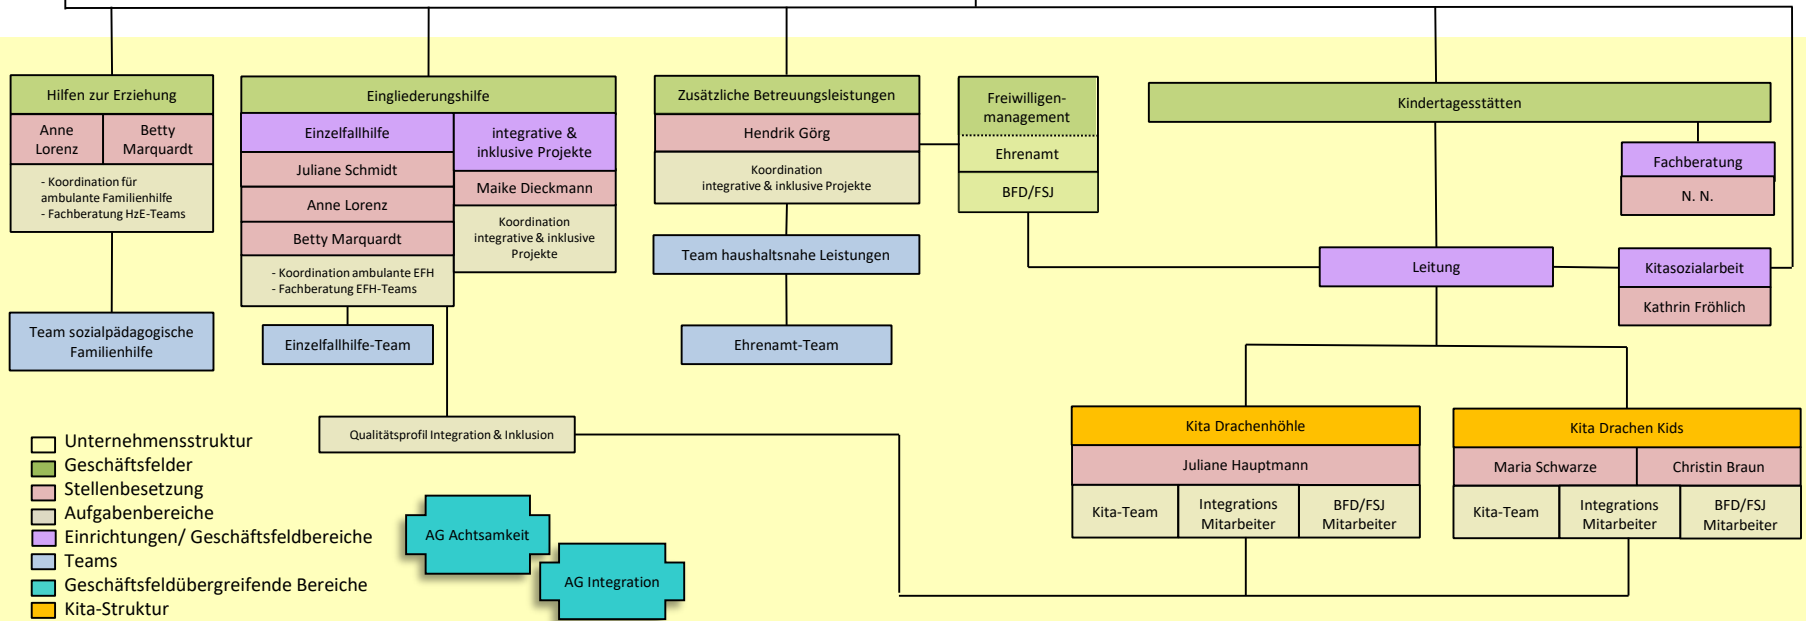 Hilfen zur Erziehung
Anne
Lorenz
Betty
Marquardt
- Koordination für
ambulante Familienhilfe
- Fachberatung HzE-Teams
Team sozialpädagogische
Familienhilfe
Eingliederungshilfe
Einzelfallhilfe
Juliane Schmidt
Anne Lorenz
Betty Marquardt
- Koordination ambulante EFH
- Fachberatung EFH-Teams
integrative &
inklusive Projekte
Maike Dieckmann
Koordination
integrative & inklusive
Projekte
Einzelfallhilfe-Team
Qualitätsprofil Integration & Inklusion
Zusätzliche Betreuungsleistungen
Hendrik Görg
Koordination
integrative & inklusive Projekte
Team haushaltsnahe Leistungen
Ehrenamt-Team
Freiwilligen-
management
Ehrenamt
BFD/FSJ
Kindertagesstätten
Fachberatung
N. N.
Leitung
Kitasozialarbeit
Kathrin Fröhlich
Kita Drachenhöhle
Juliane Hauptmann
Kita-Team
Integrations
Mitarbeiter
BFD/FSJ
Mitarbeiter
Kita Drachen Kids
Maria Schwarze
Christin Braun
Kita-Team
Integrations
Mitarbeiter
BFD/FSJ
Mitarbeiter
Unternehmensstruktur
Geschäftsfelder
Stellenbesetzung
Aufgabenbereiche
Einrichtungen/ Geschäftsfeldbereiche
Teams
Geschäftsfeldübergreifende Bereiche
Kita-Struktur
AG Achtsamkeit
AG Integration